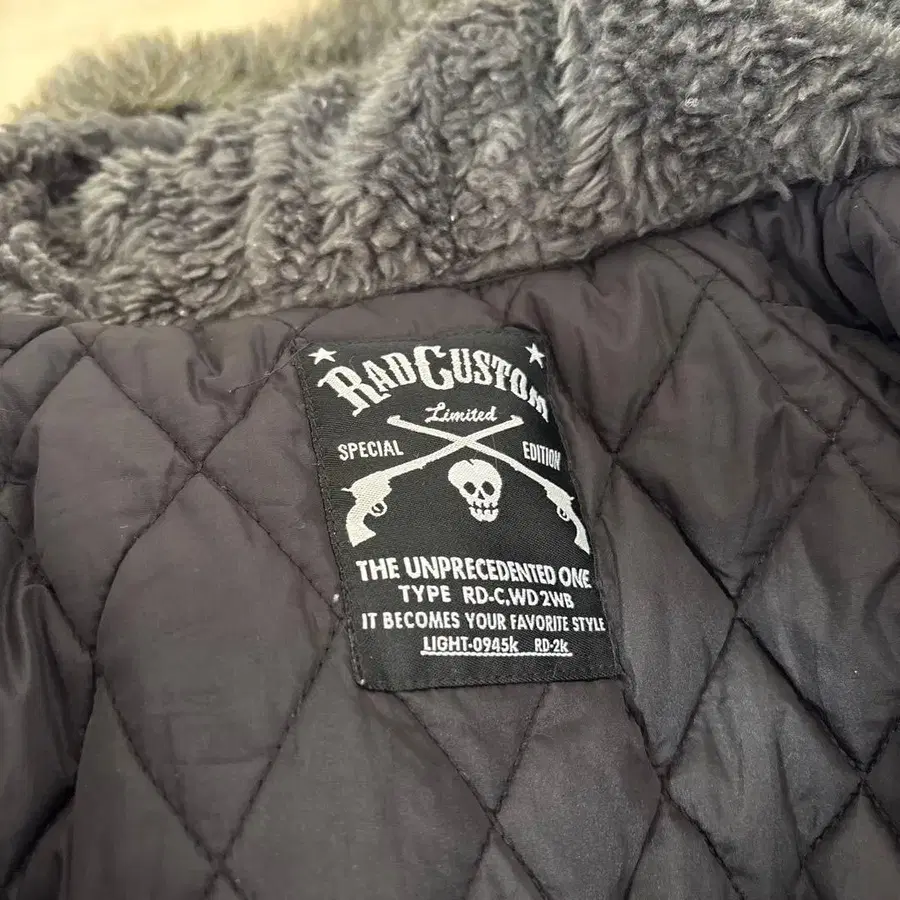 RADCUSTOM
Limited
SPECIAL EDITION
THE UNPRECEDENTED ONE
TYPE RD-C,WD 2WB
IT BECOMES YOUR FAVORITE STYLE
LIGHT-0945k RD-2k